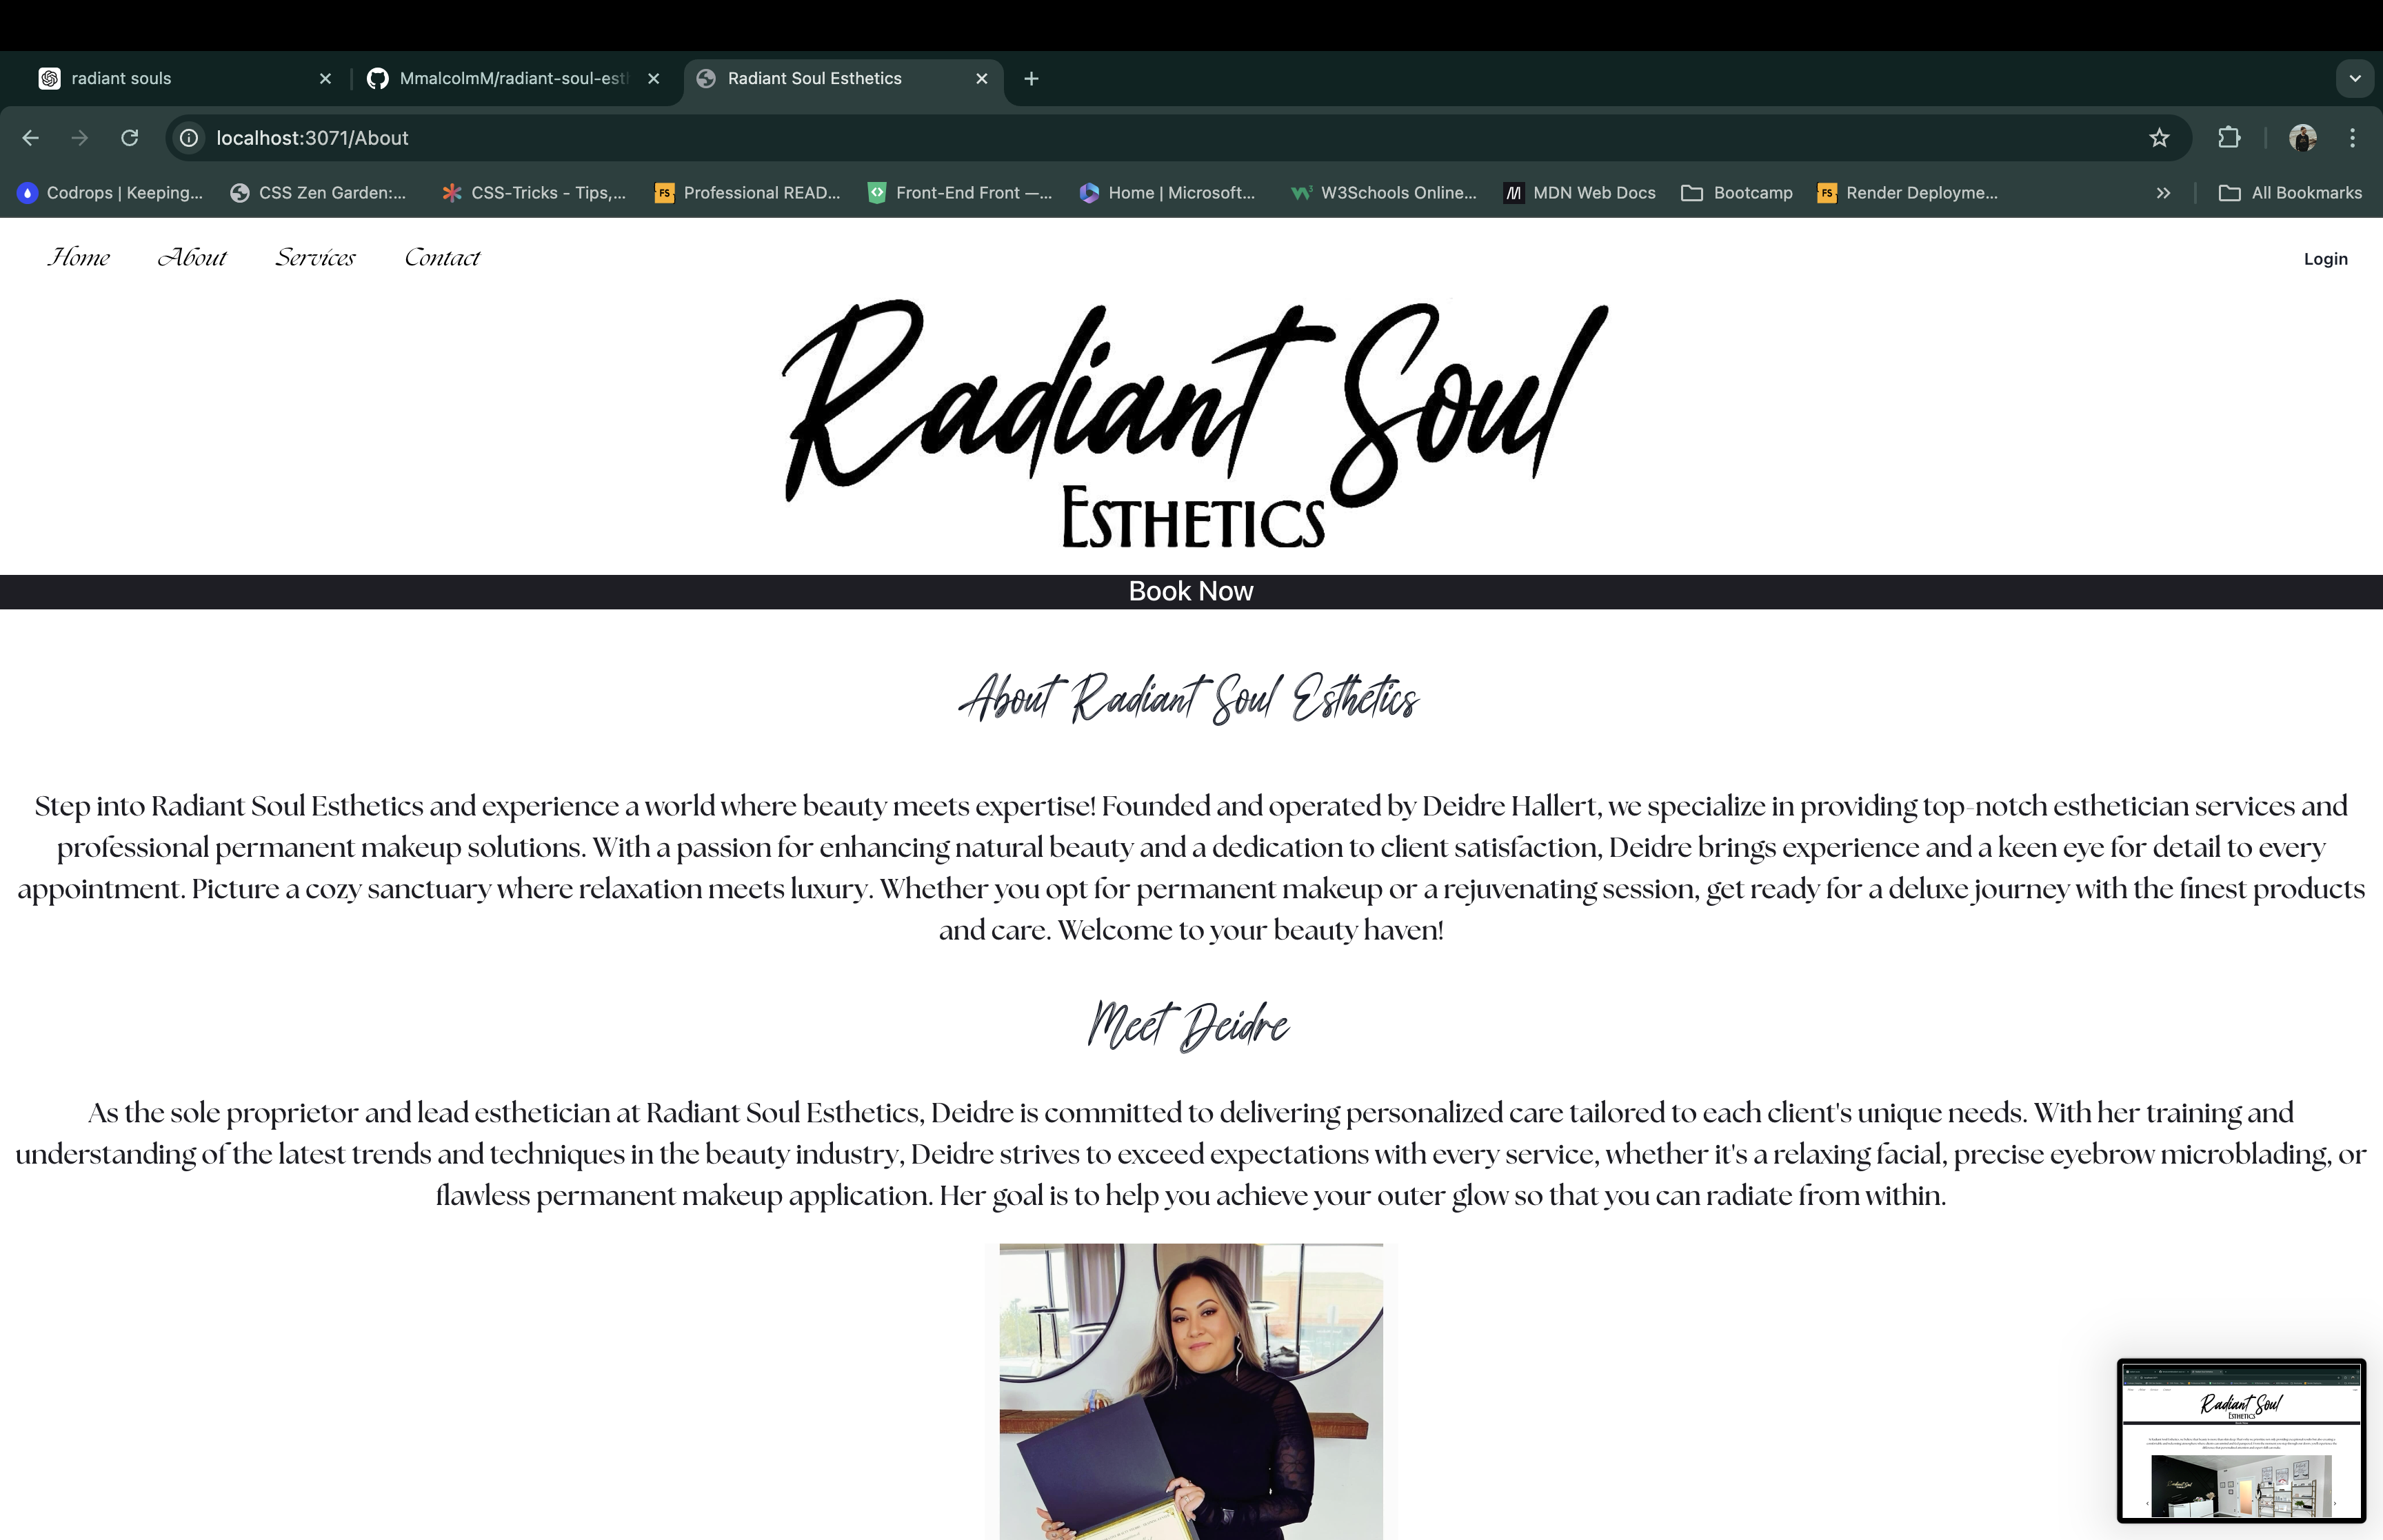 radiant souls
MmalcolmM/radiant-soul-est
Radiant Soul Esthetics
localhost:3071/About
Codrops | Keeping...
CSS Zen Garden:...
CSS-Tricks - Tips,...
FS
Professional READ...
Front-End Front —...
Home | Microsoft...
W3Schools Online...
MDN Web Docs
Bootcamp
FS
Render Deployme...
All Bookmarks
Home
About
Services
Contact
Login
Radiant Soul
ESTHETICS
Book Now
About Radiant Soul Esthetics
Step into Radiant Soul Esthetics and experience a world where beauty meets expertise! Founded and operated by Deidre Hallert, we specialize in providing top-notch esthetician services and
professional permanent makeup solutions. With a passion for enhancing natural beauty and a dedication to client satisfaction, Deidre brings experience and a keen eye for detail to every
appointment. Picture a cozy sanctuary where relaxation meets luxury. Whether you opt for permanent makeup or a rejuvenating session, get ready for a deluxe journey with the finest products
and care. Welcome to your beauty haven!
Meet Deidre
As the sole proprietor and lead esthetician at Radiant Soul Esthetics, Deidre is committed to delivering personalized care tailored to each client's unique needs. With her training and
understanding of the latest trends and techniques in the beauty industry, Deidre strives to exceed expectations with every service, whether it's a relaxing facial, precise eyebrow microblading, or
flawless permanent makeup application. Her goal is to help you achieve your outer glow so that you can radiate from within.
Radiant Soul
ESTHETICS